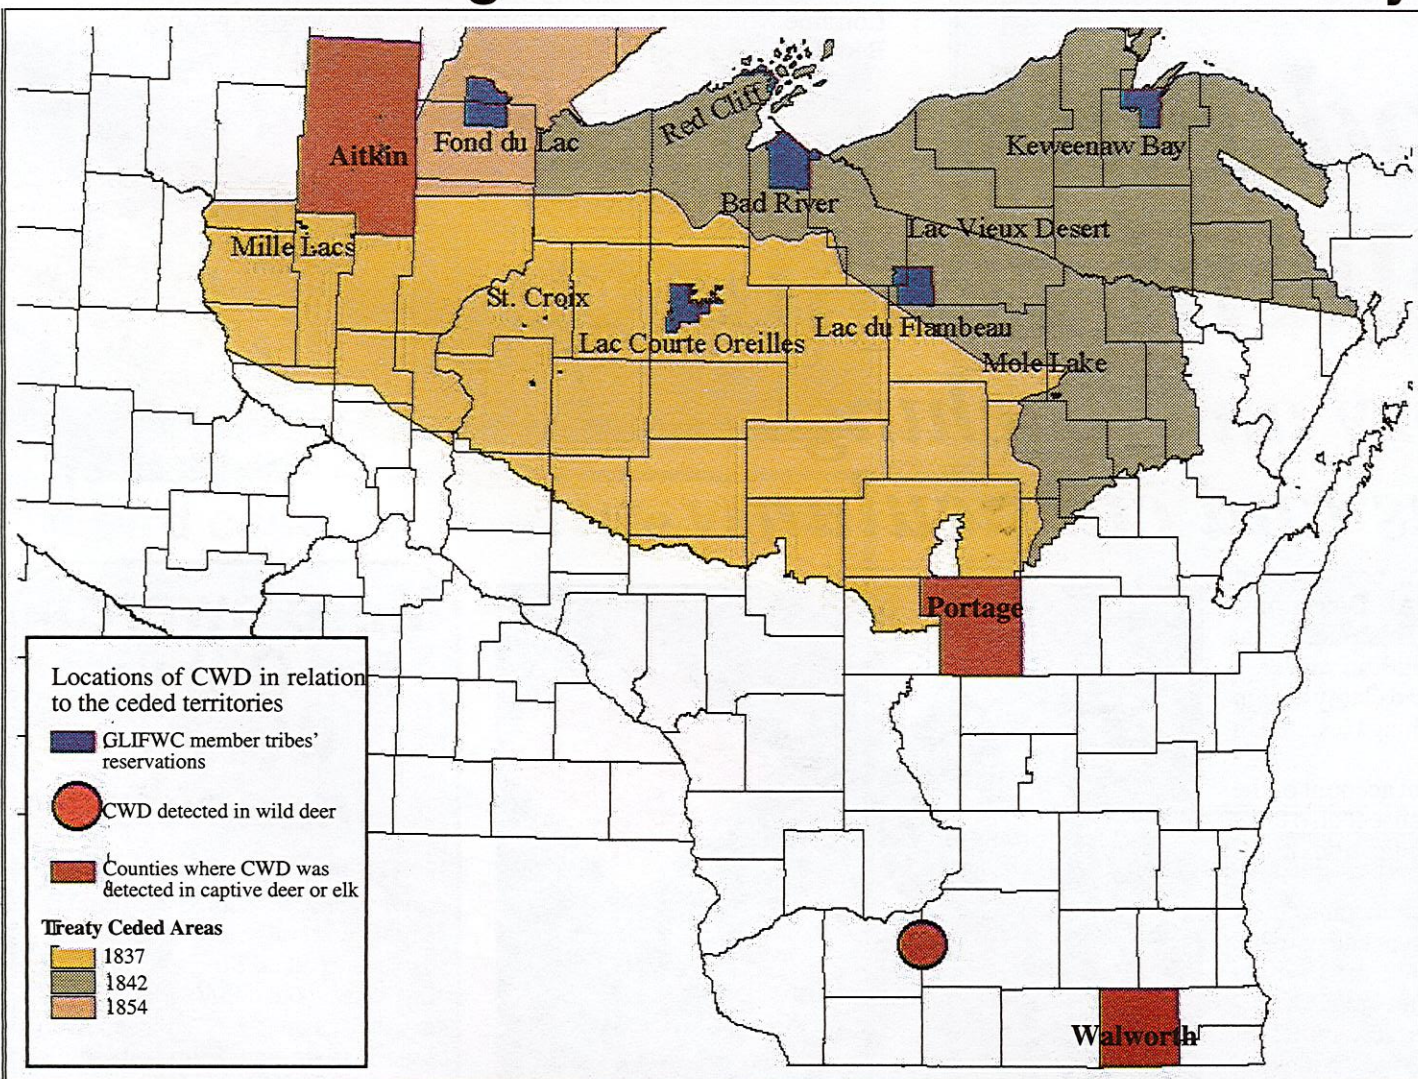 Red Cliff
Fond du Lac
Aitkin
Keweenaw Bay
Bad River
Mille Lacs
Lac Vieux Desert
St. Croix
Lac du Flambeau
Lac Courte Oreilles
Mole Lake
Portage
Locations of CWD in relation
to the ceded territories
GLIFWC member tribes'
reservations
CWD detected in wild deer
Counties where CWD was
detected in captive deer or elk
Treaty Ceded Areas
1837
1842
1854
Walworth